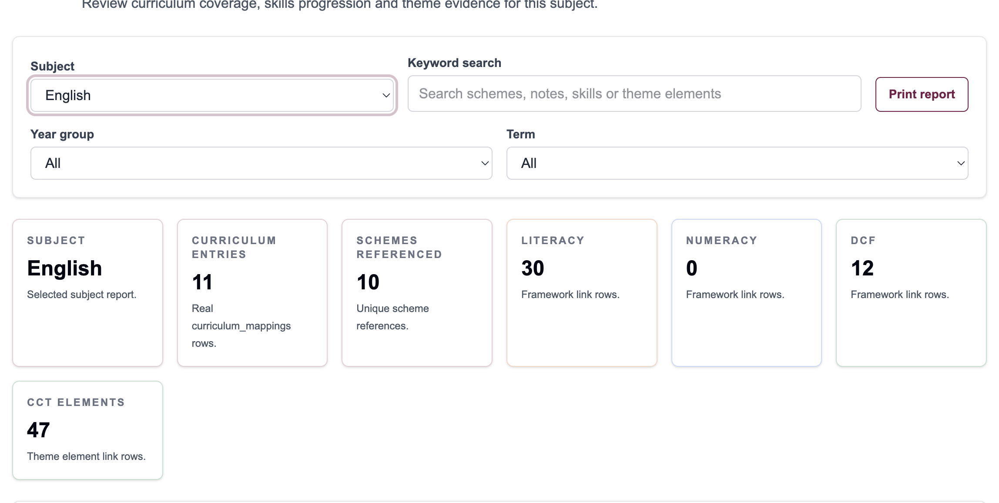 Review curriculum coverage, skills progression and theme evidence for this subject.
Subject
English
Keyword search
Search schemes, notes, skills or theme elements
Print report
Year group
All
Term
All
SUBJECT
English
Selected subject report.
CURRICULUM
ENTRIES
11
Real
curriculum_mappings
rows.
SCHEMES
REFERENCED
10
Unique scheme
references.
LITERACY
30
Framework link rows.
NUMERACY
0
Framework link rows.
DCF
12
Framework link rows.
CCT ELEMENTS
47
Theme element link rows.